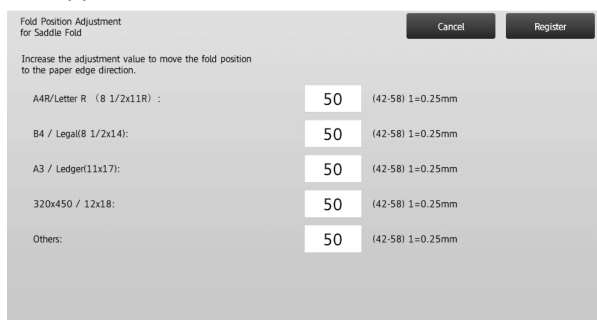 Fold Position Adjustment
for Saddle Fold
Cancel
Register
Increase the adjustment value to move the fold position
to the paper edge direction.
A4R/Letter R （8 1/2x11R）:
50
(42-58) 1=0.25mm
B4 / Legal(8 1/2x14):
50
(42-58) 1=0.25mm
A3 / Ledger(11x17):
50
(42-58) 1=0.25mm
320x450 / 12x18:
50
(42-58) 1=0.25mm
Others:
50
(42-58) 1=0.25mm